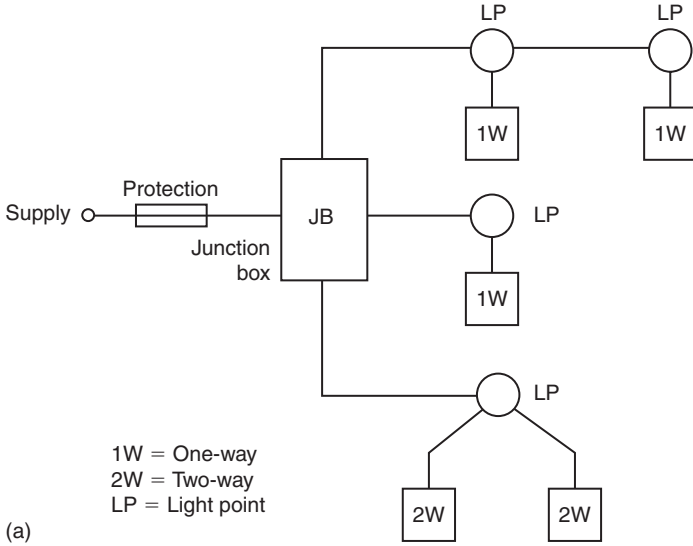 LP
LP
1W
1W
Protection
Supply
JB
LP
Junction
box
1W
LP
1W = One-way
2W = Two-way
LP = Light point
2W
2W
(a)